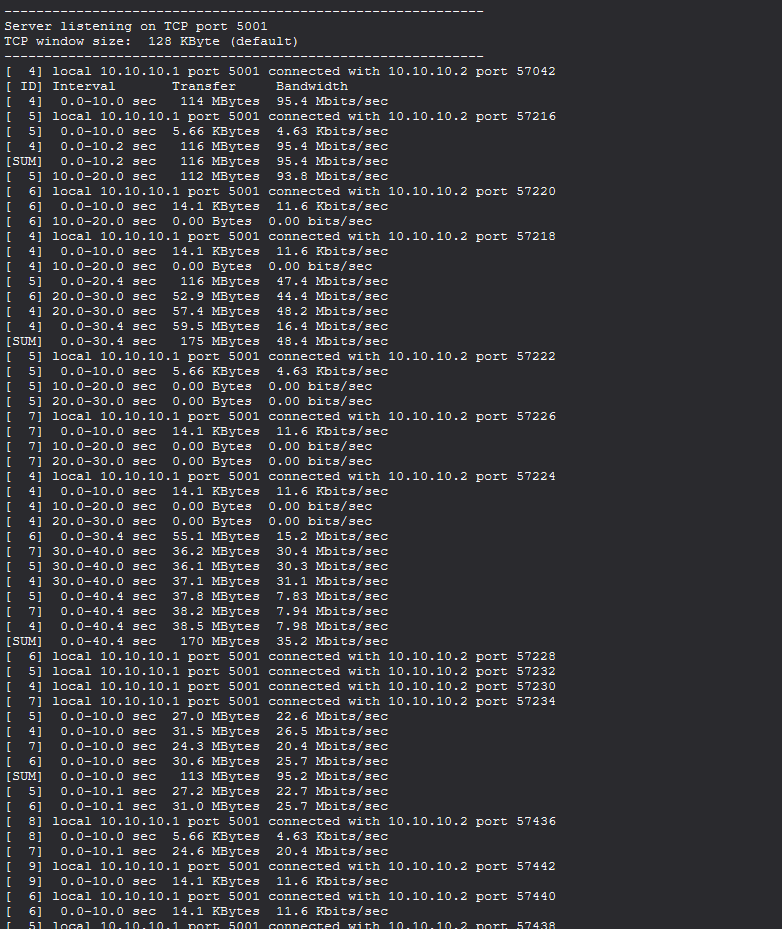 ------------------------------------------------------------
Server listening on TCP port 5001
TCP window size:  128 KByte (default)
------------------------------------------------------------
[  4] local 10.10.10.1 port 5001 connected with 10.10.10.2 port 57042
[ ID] Interval       Transfer     Bandwidth
[  4]  0.0-10.0 sec   114 MBytes  95.4 Mbits/sec
[  5] local 10.10.10.1 port 5001 connected with 10.10.10.2 port 57216
[  5]  0.0-10.0 sec  5.66 KBytes  4.63 Kbits/sec
[  4]  0.0-10.2 sec   116 MBytes  95.4 Mbits/sec
[SUM]  0.0-10.2 sec   116 MBytes  95.4 Mbits/sec
[  5] 10.0-20.0 sec   112 MBytes  93.8 Mbits/sec
[  6] local 10.10.10.1 port 5001 connected with 10.10.10.2 port 57220
[  6]  0.0-10.0 sec  14.1 KBytes  11.6 Kbits/sec
[  6] 10.0-20.0 sec  0.00 Bytes  0.00 bits/sec
[  4] local 10.10.10.1 port 5001 connected with 10.10.10.2 port 57218
[  4]  0.0-10.0 sec  14.1 KBytes  11.6 Kbits/sec
[  4] 10.0-20.0 sec  0.00 Bytes  0.00 bits/sec
[  5]  0.0-20.4 sec   116 MBytes  47.4 Mbits/sec
[  6] 20.0-30.0 sec  52.9 MBytes  44.4 Mbits/sec
[  4] 20.0-30.0 sec  57.4 MBytes  48.2 Mbits/sec
[  4]  0.0-30.4 sec  59.5 MBytes  16.4 Mbits/sec
[SUM]  0.0-30.4 sec   175 MBytes  48.4 Mbits/sec
[  5] local 10.10.10.1 port 5001 connected with 10.10.10.2 port 57222
[  5]  0.0-10.0 sec  5.66 KBytes  4.63 Kbits/sec
[  5] 10.0-20.0 sec  0.00 Bytes  0.00 bits/sec
[  5] 20.0-30.0 sec  0.00 Bytes  0.00 bits/sec
[  7] local 10.10.10.1 port 5001 connected with 10.10.10.2 port 57226
[  7]  0.0-10.0 sec  14.1 KBytes  11.6 Kbits/sec
[  7] 10.0-20.0 sec  0.00 Bytes  0.00 bits/sec
[  7] 20.0-30.0 sec  0.00 Bytes  0.00 bits/sec
[  4] local 10.10.10.1 port 5001 connected with 10.10.10.2 port 57224
[  4]  0.0-10.0 sec  14.1 KBytes  11.6 Kbits/sec
[  4] 10.0-20.0 sec  0.00 Bytes  0.00 bits/sec
[  4] 20.0-30.0 sec  0.00 Bytes  0.00 bits/sec
[  6]  0.0-30.4 sec  55.1 MBytes  15.2 Mbits/sec
[  7] 30.0-40.0 sec  36.2 MBytes  30.4 Mbits/sec
[  5] 30.0-40.0 sec  36.1 MBytes  30.3 Mbits/sec
[  4] 30.0-40.0 sec  37.1 MBytes  31.1 Mbits/sec
[  5]  0.0-40.4 sec  37.8 MBytes  7.83 Mbits/sec
[  7]  0.0-40.4 sec  38.2 MBytes  7.94 Mbits/sec
[  4]  0.0-40.4 sec  38.5 MBytes  7.98 Mbits/sec
[SUM]  0.0-40.4 sec   170 MBytes  35.2 Mbits/sec
[  6] local 10.10.10.1 port 5001 connected with 10.10.10.2 port 57228
[  5] local 10.10.10.1 port 5001 connected with 10.10.10.2 port 57232
[  4] local 10.10.10.1 port 5001 connected with 10.10.10.2 port 57230
[  7] local 10.10.10.1 port 5001 connected with 10.10.10.2 port 57234
[  5]  0.0-10.0 sec  27.0 MBytes  22.6 Mbits/sec
[  4]  0.0-10.0 sec  31.5 MBytes  26.5 Mbits/sec
[  7]  0.0-10.0 sec  24.3 MBytes  20.4 Mbits/sec
[  6]  0.0-10.0 sec  30.6 MBytes  25.7 Mbits/sec
[SUM]  0.0-10.0 sec   113 MBytes  95.2 Mbits/sec
[  5]  0.0-10.1 sec  27.2 MBytes  22.7 Mbits/sec
[  6]  0.0-10.1 sec  31.0 MBytes  25.7 Mbits/sec
[  8] local 10.10.10.1 port 5001 connected with 10.10.10.2 port 57436
[  8]  0.0-10.0 sec  5.66 KBytes  4.63 Kbits/sec
[  7]  0.0-10.1 sec  24.6 MBytes  20.4 Mbits/sec
[  9] local 10.10.10.1 port 5001 connected with 10.10.10.2 port 57442
[  9]  0.0-10.0 sec  14.1 KBytes  11.6 Kbits/sec
[  6] local 10.10.10.1 port 5001 connected with 10.10.10.2 port 57440
[  6]  0.0-10.0 sec  14.1 KBytes  11.6 Kbits/sec
[  5] local 10.10.10.1 port 5001 connected with 10.10.10.2 port 57438